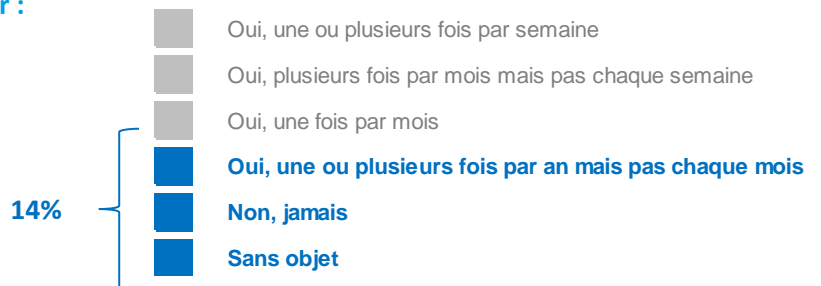 r :
Oui, une ou plusieurs fois par semaine
Oui, plusieurs fois par mois mais pas chaque semaine
Oui, une fois par mois
Oui, une ou plusieurs fois par an mais pas chaque mois
14%
Non, jamais
Sans objet